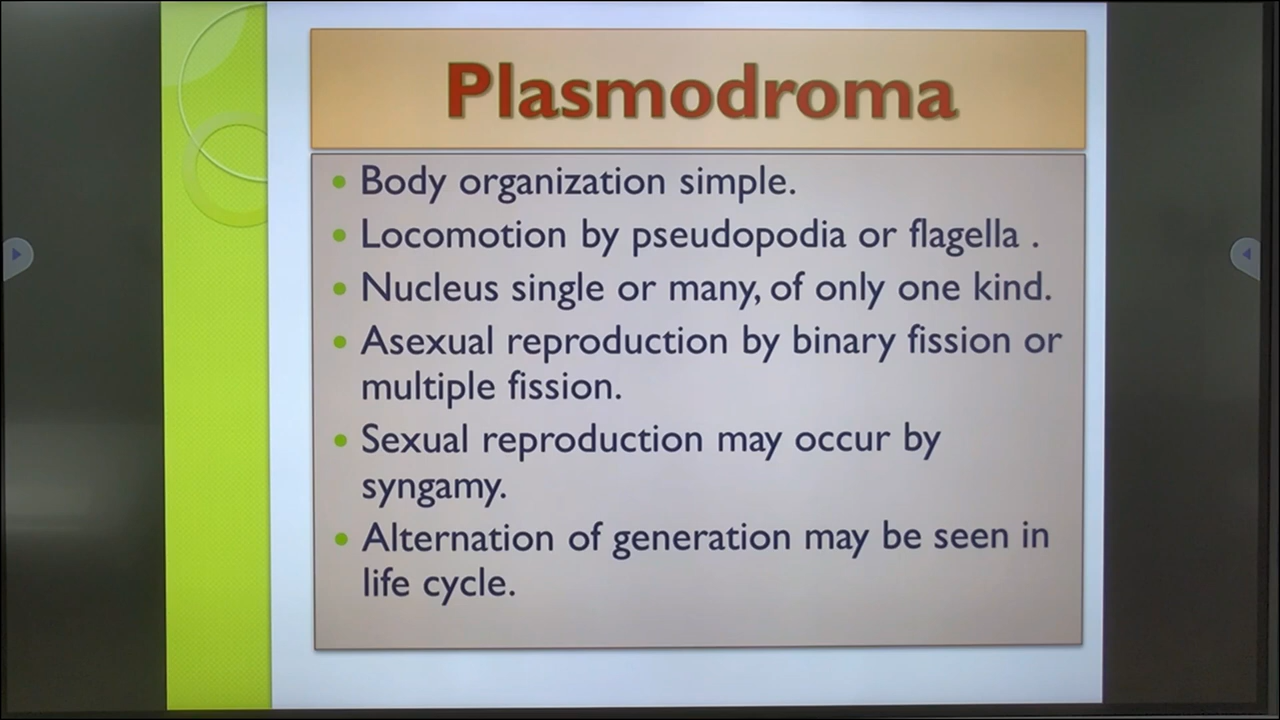 Plasmodroma
• Body organization simple.
• Locomotion by pseudopodia or flagella .
• Nucleus single or many, of only one kind.
• Asexual reproduction by binary fission or
multiple fission.
• Sexual reproduction may occur by
syngamy.
• Alternation of generation may be seen in
life cycle.